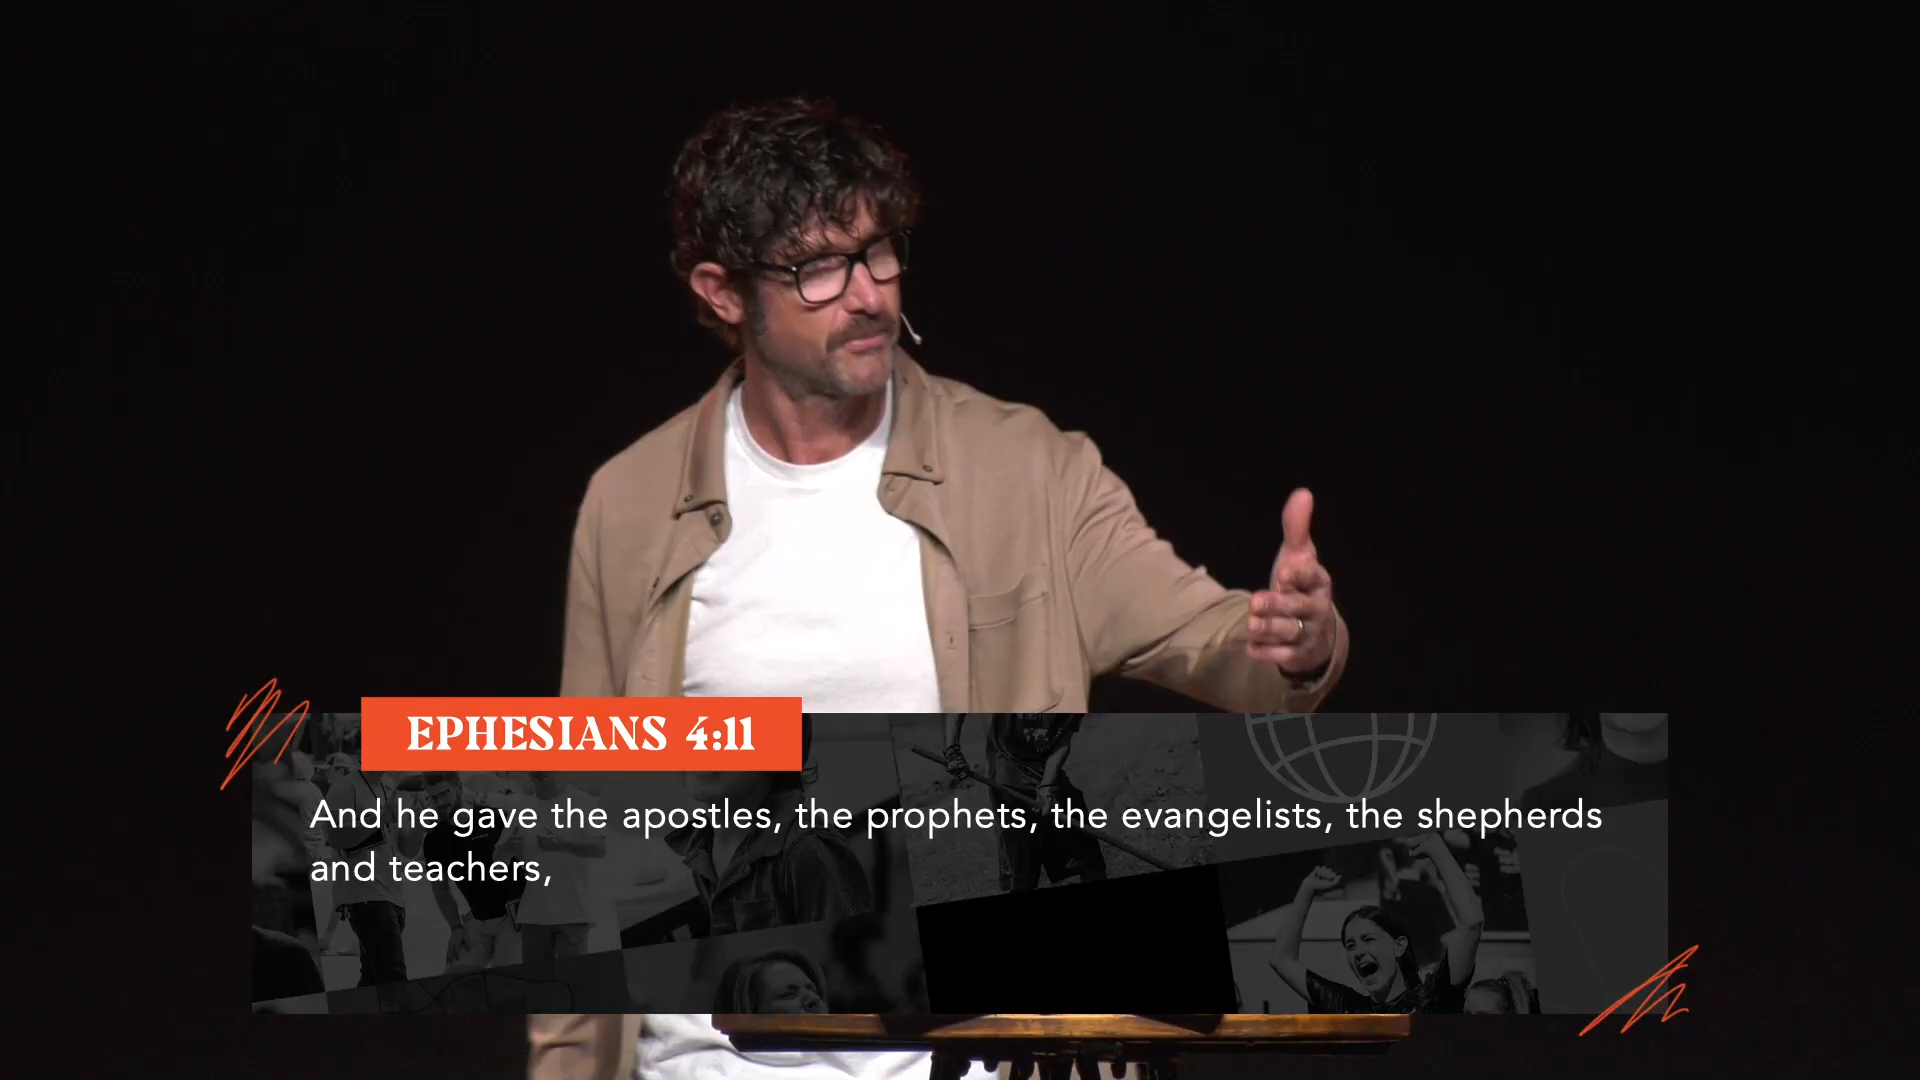 EPHESIANS 4:11
And he gave the apostles, the prophets, the evangelists, the shepherds
and teachers,